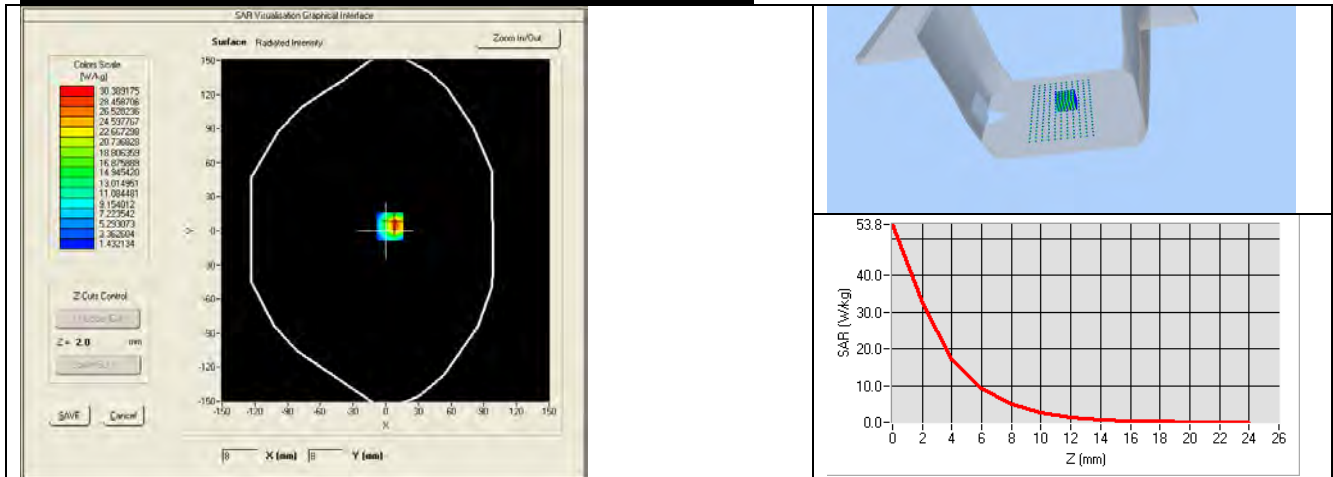 SAR Visualisation Graphical Interface
Surface Radiated Intensity
Zoom In/Out
Colors Scale
[W/kg]
30.389175
28.458706
26.528236
24.597767
22.667298
20.736828
18.806359
16.875889
14.945420
13.014951
11.084481
9.154012
7.223542
5.293073
3.362604
1.432134
Z Cuts Control
Z = 2.0 mm
SAVE Cancel
150-
120-
90-
60-
30-
0-
-30-
-60-
-90-
-120-
-150-
Y
-150 -120 -90 -60 -30 0 30 60 90 120 150
X
8 X (mm) 8 Y (mm)
53.8-
40.0-
30.0-
20.0-
10.0-
0.0-
SAR (W/kg)
0 2 4 6 8 10 12 14 16 18 20 22 24 26
Z (mm)